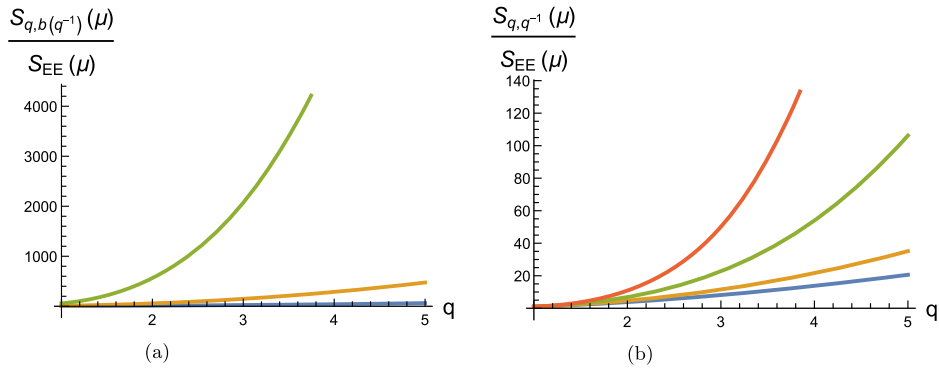 S_{q,b(q^{-1})}(μ)
S_{EE}(μ)
4000
3000
2000
1000
2 3 4 5 q
(a)
S_{q,q^{-1}}(μ)
S_{EE}(μ)
140
120
100
80
60
40
20
2 3 4 5 q
(b)